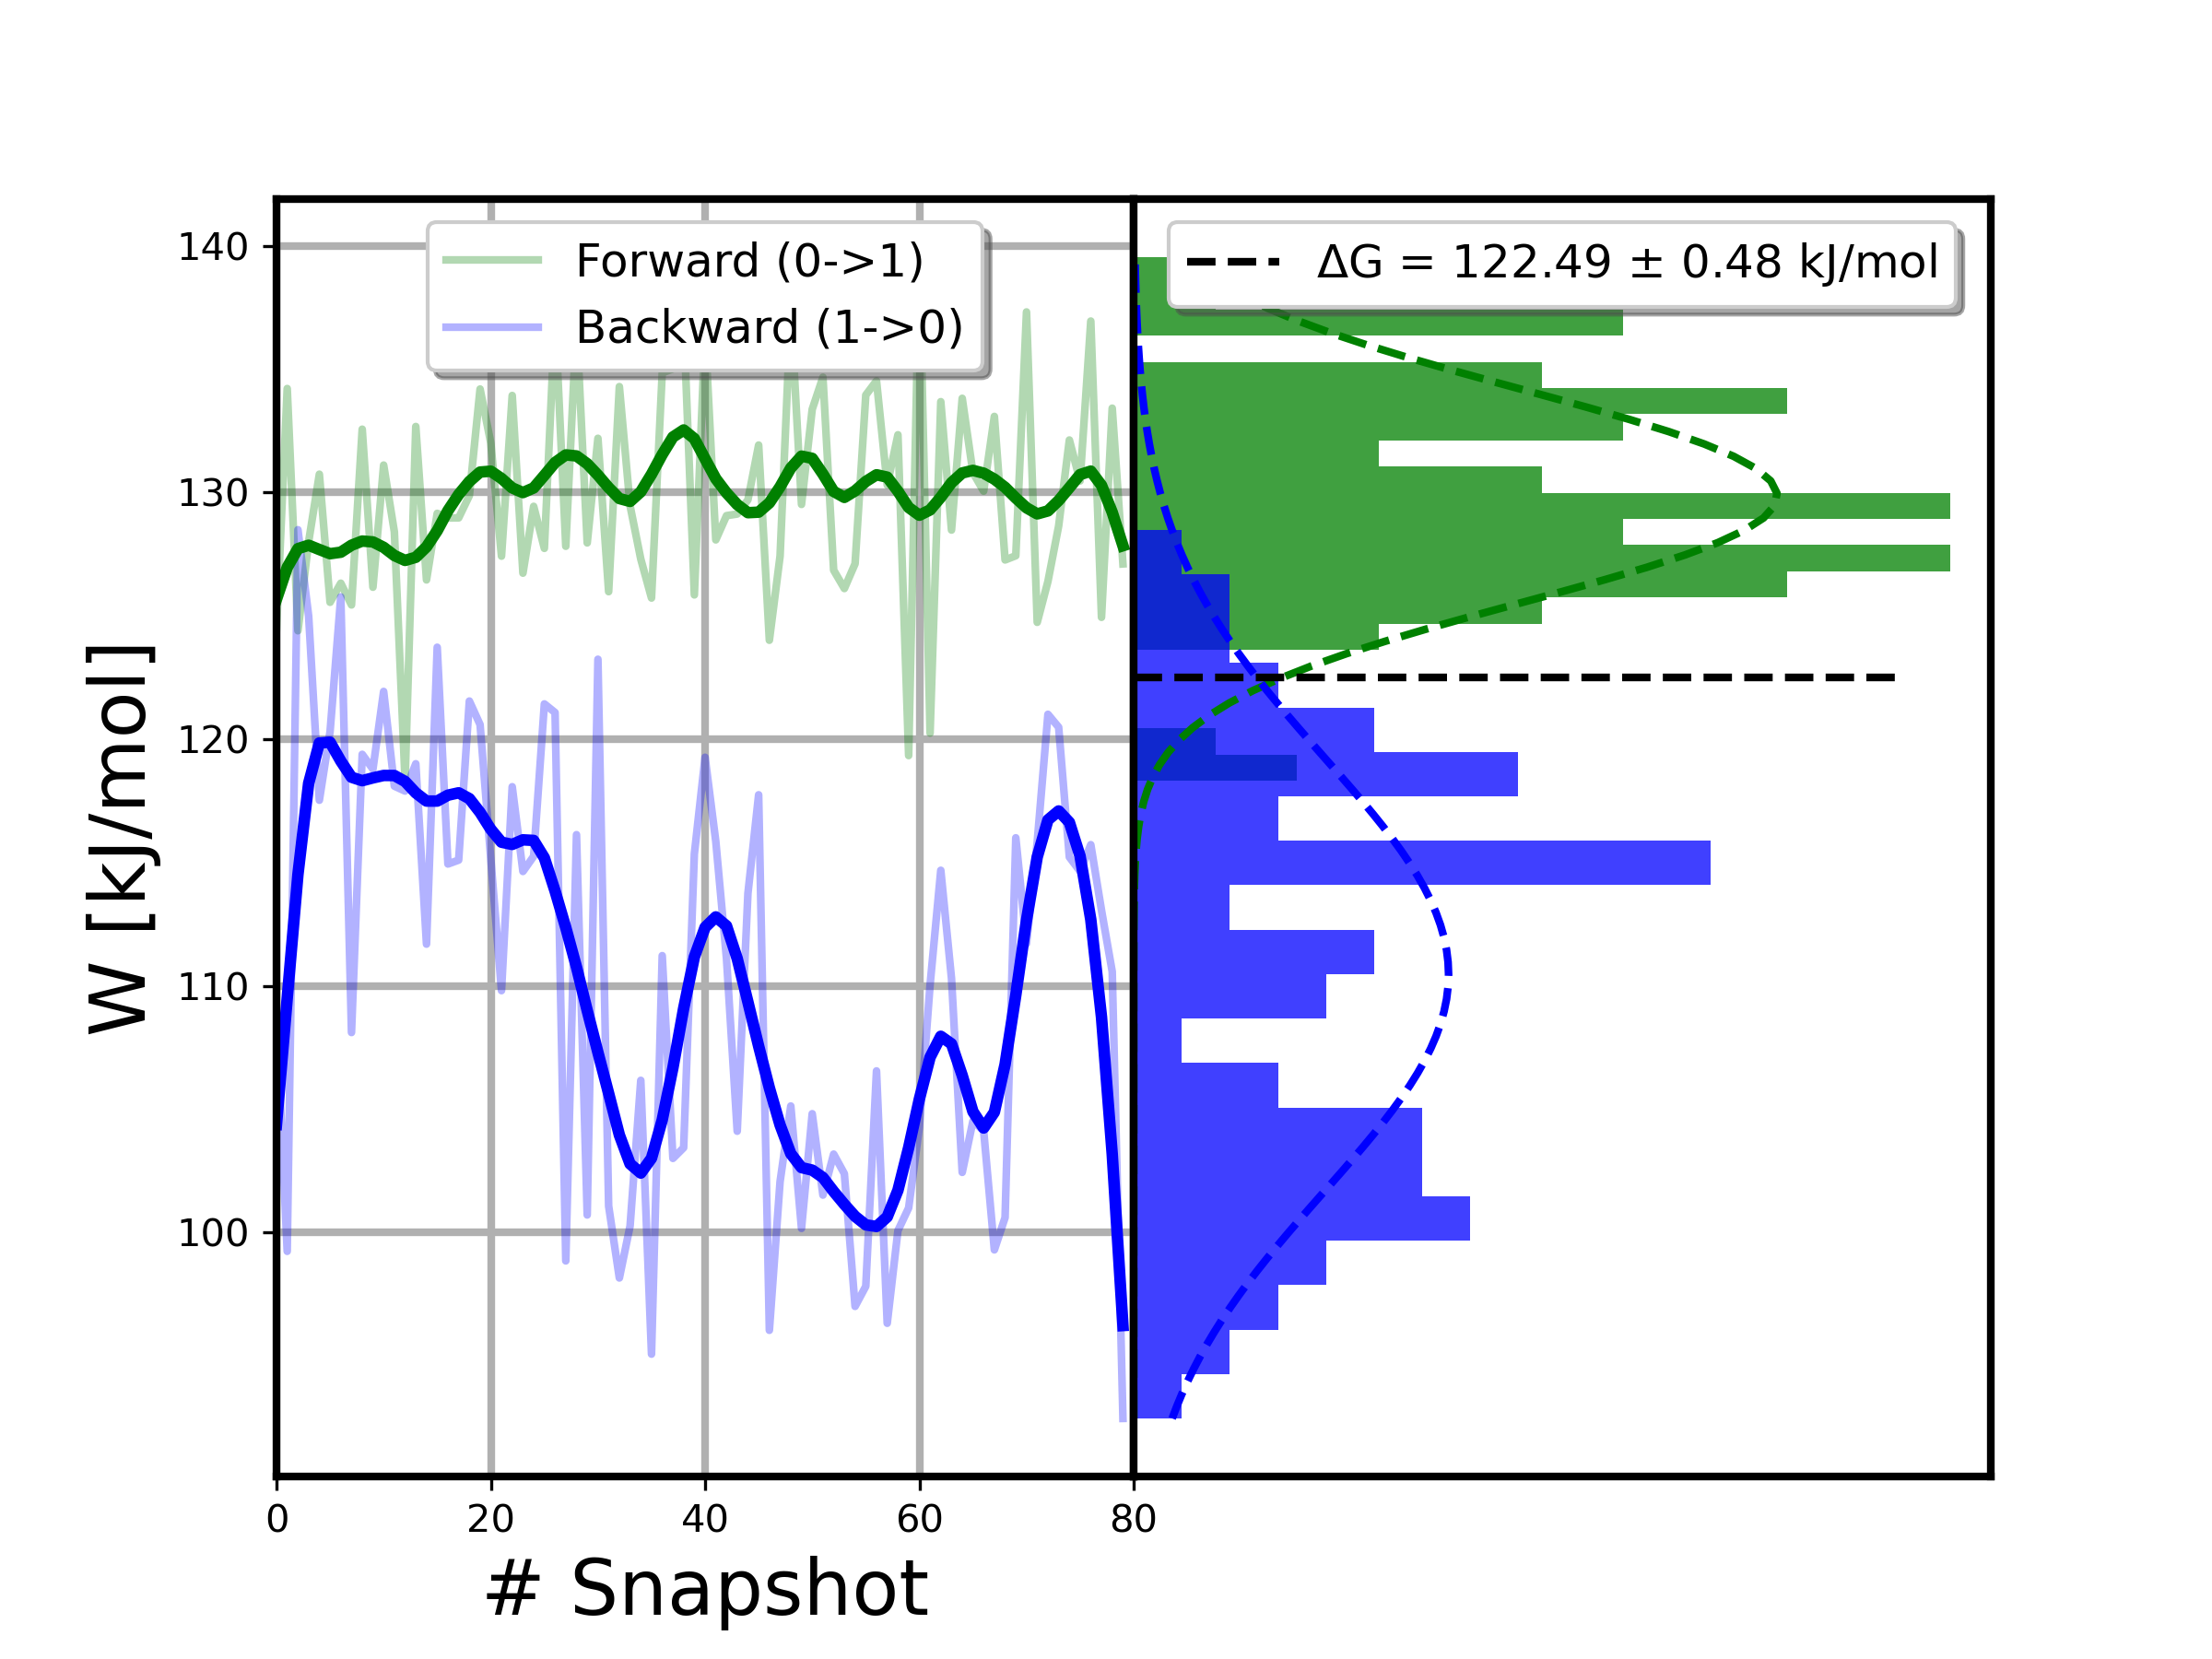 Forward (0->1)
Backward (1->0)
ΔG = 122.49 ± 0.48 kJ/mol
W [kJ/mol]
140
130
120
110
100
0 20 40 60 80
# Snapshot